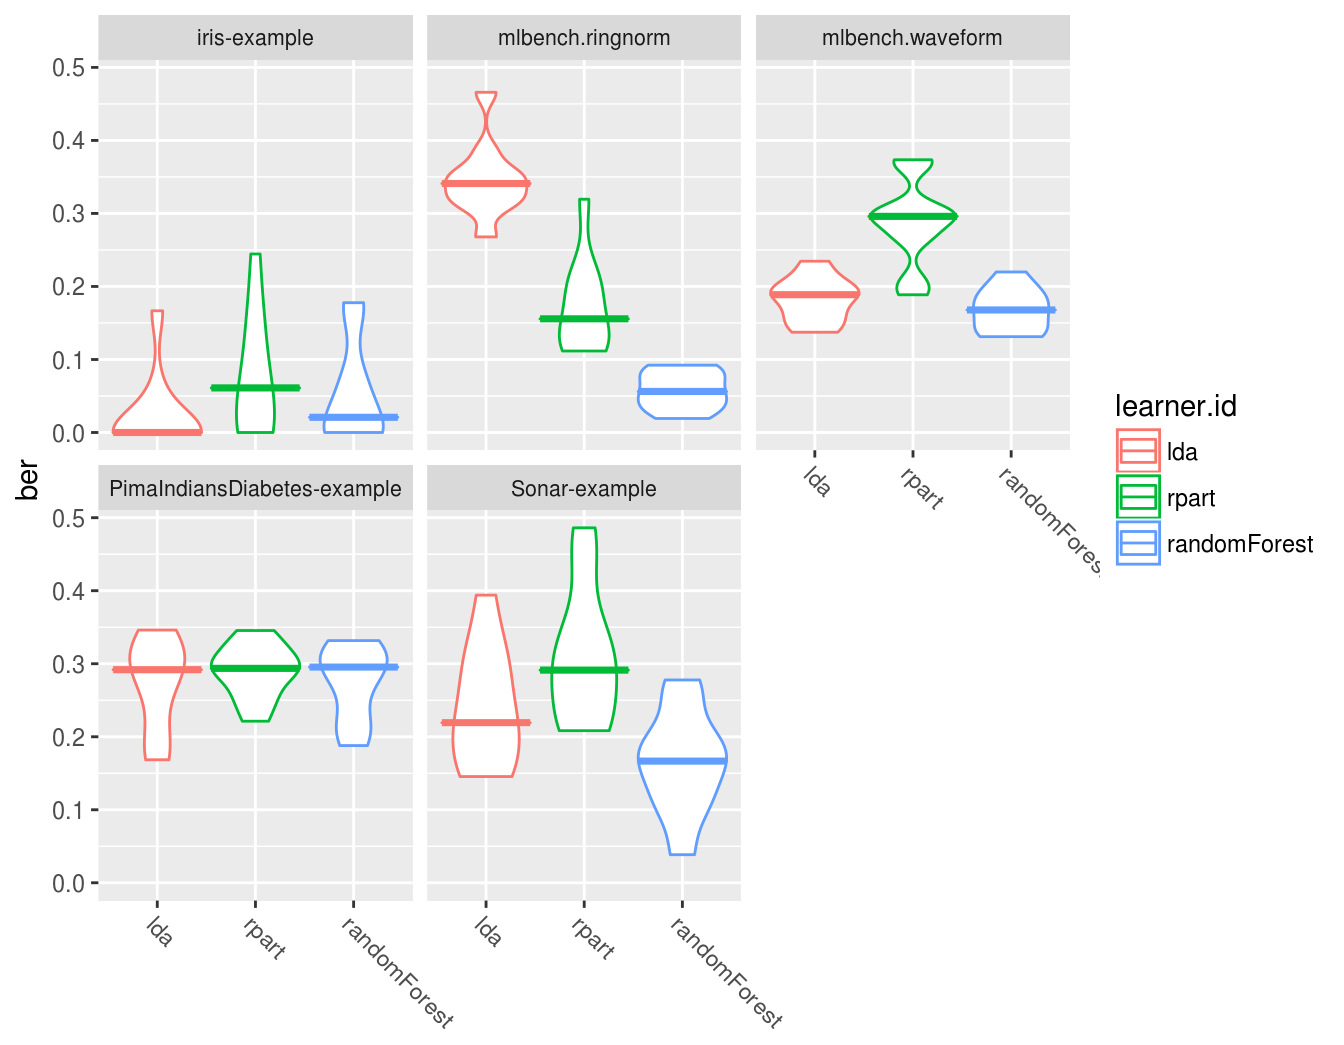 iris-example
mlbench.ringnorm
mlbench.waveform
0.5
0.4
0.3
0.2
0.1
0.0
lda
rpart
ber
PimaIndiansDiabetes-example
Sonar-example
0.5
0.4
0.3
0.2
0.1
0.0
lda
rpart
randomForest
lda
rpart
randomForest
learner.id
lda
rpart
randomForest